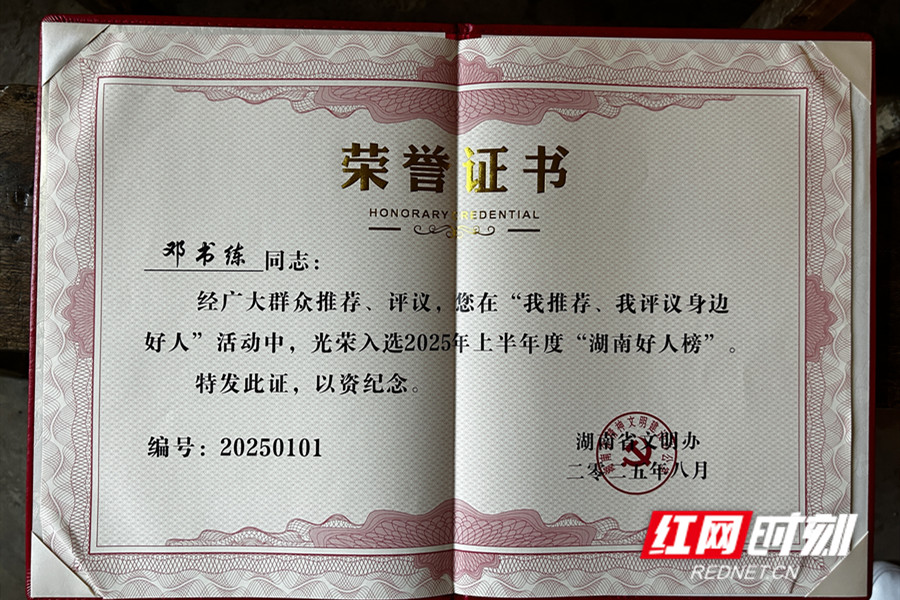 荣誉证书
HONORARY CREDENTIAL
邓书练同志：
经广大群众推荐、评议，您在“我推荐、我评议身边
好人”活动中，光荣入选2025年上半年度“湖南好人榜”。
特发此证，以资纪念。
编号：20250101
湖南省文明办
二零二五年八月
红网时刻
REDNET.CN